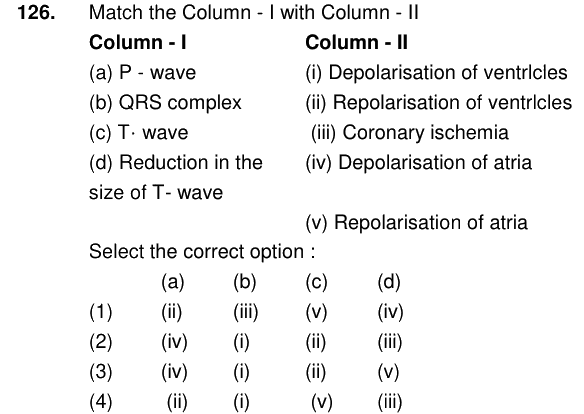 126. Match the Column - I with Column - II
Column - I Column - II
(a) P - wave (i) Depolarisation of ventrlcles
(b) QRS complex (ii) Repolarisation of ventrlcles
(c) T· wave (iii) Coronary ischemia
(d) Reduction in the (iv) Depolarisation of atria
size of T- wave
(v) Repolarisation of atria
Select the correct option :
(a) (b) (c) (d)
(1) (ii) (iii) (v) (iv)
(2) (iv) (i) (ii) (iii)
(3) (iv) (i) (ii) (v)
(4) (ii) (i) (v) (iii)